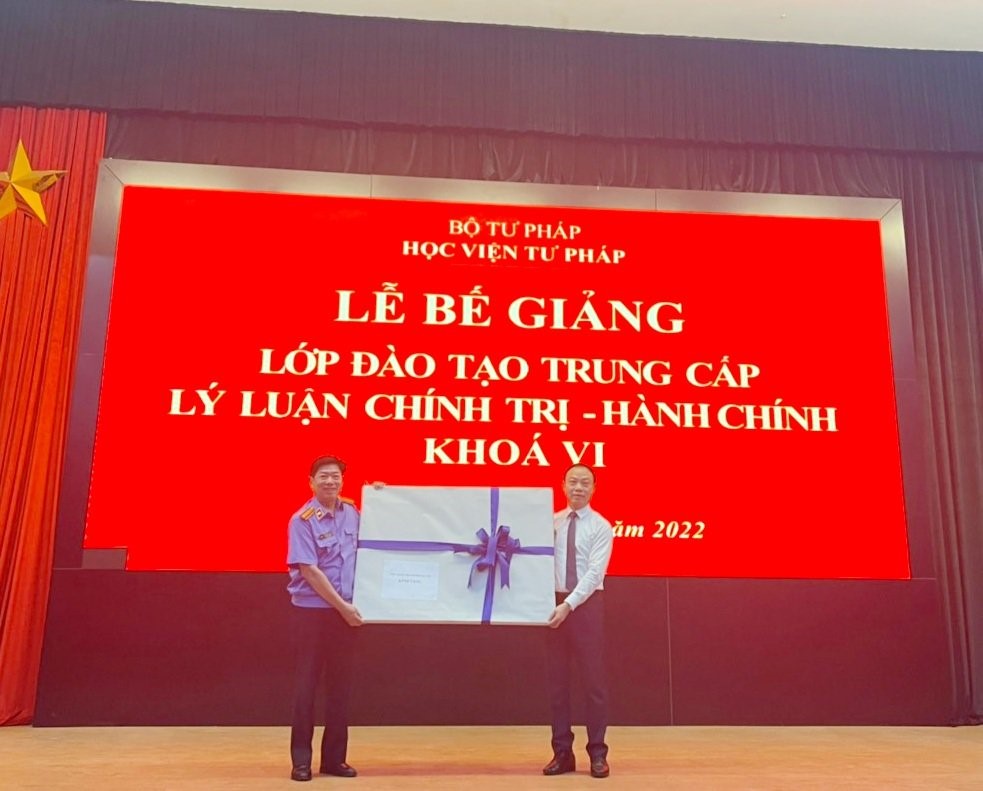 BỘ TƯ PHÁP
HỌC VIỆN TƯ PHÁP
LỄ BẾ GIẢNG
LỚP ĐÀO TẠO TRUNG CẤP
LÝ LUẬN CHÍNH TRỊ - HÀNH CHÍNH
KHOÁ VI
2022